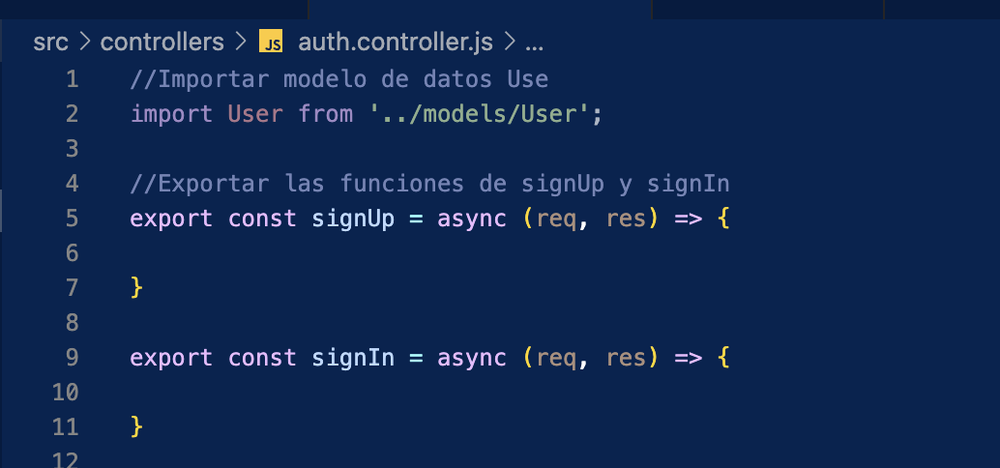 src > controllers > JS auth.controller.js > ...
1 //Importar modelo de datos Use
2 import User from '../models/User';
3
4 //Exportar las funciones de signUp y signIn
5 export const signUp = async (req, res) => {
6
7 }
8
9 export const signIn = async (req, res) => {
10
11 }
12